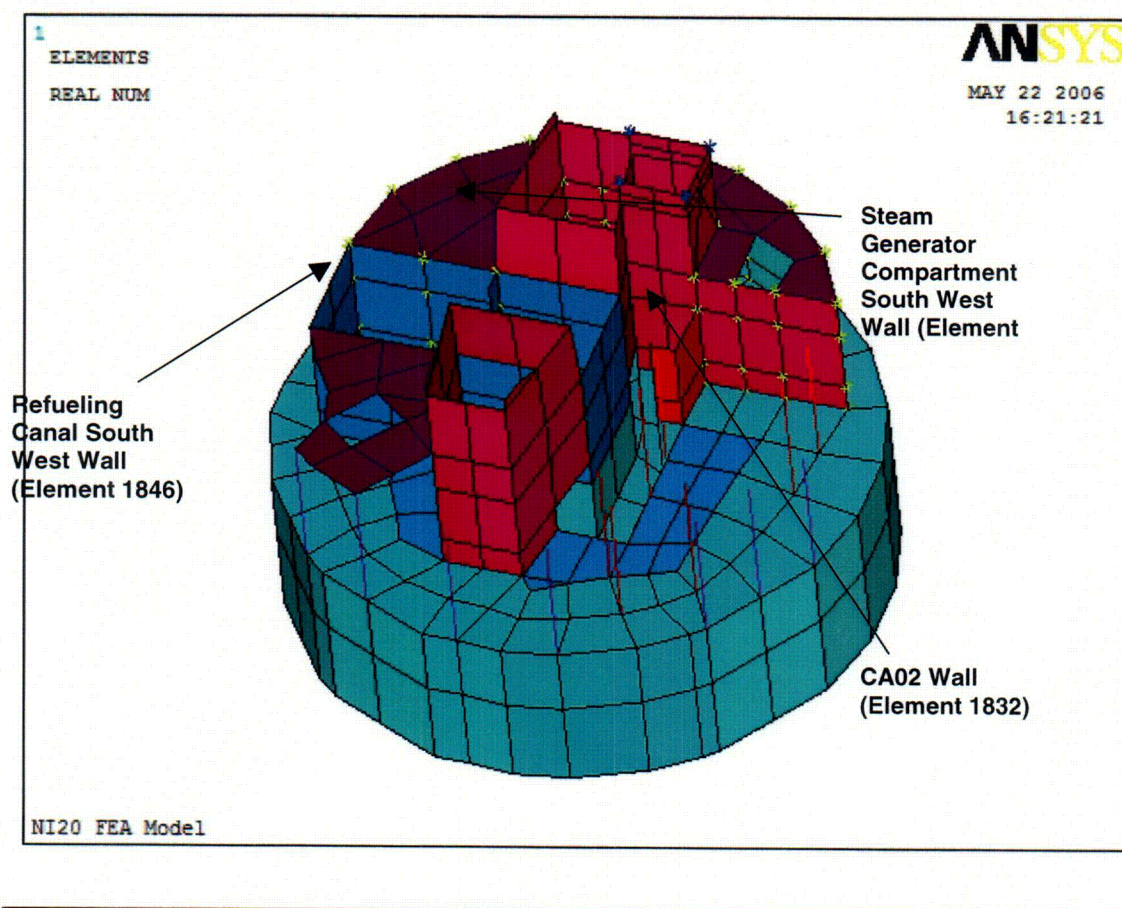 1
ELEMENTS
REAL NUM
ANSYS
MAY 22 2006
16:21:21
Steam
Generator
Compartment
South West
Wall (Element
Refueling
Canal South
West Wall
(Element 1846)
CA02 Wall
(Element 1832)
NI20 FEA Model